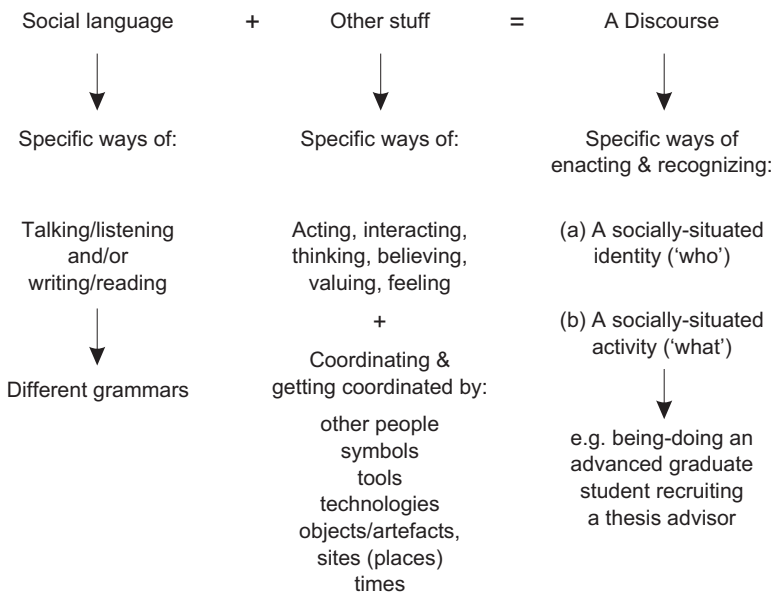 Social language + Other stuff = A Discourse
Specific ways of:
Talking/listening
and/or
writing/reading
Different grammars
Specific ways of:
Acting, interacting,
thinking, believing,
valuing, feeling
+
Coordinating &
getting coordinated by:
other people
symbols
tools
technologies
objects/artefacts,
sites (places)
times
Specific ways of
enacting & recognizing:
(a) A socially-situated
identity (‘who’)
(b) A socially-situated
activity (‘what’)
e.g. being-doing an
advanced graduate
student recruiting
a thesis advisor